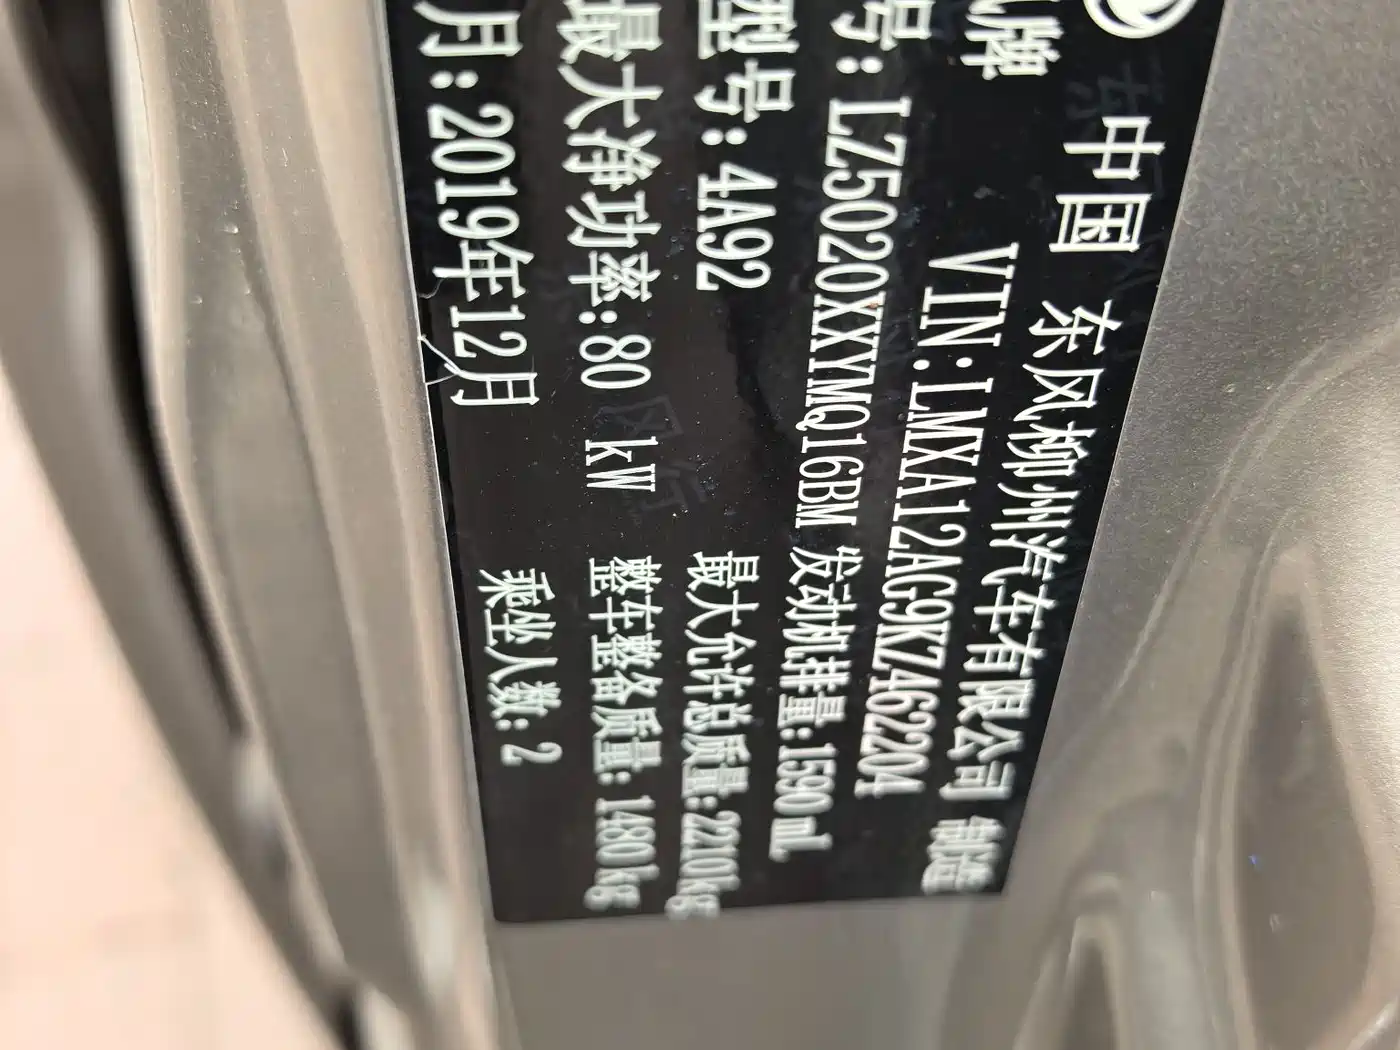 中国 东风柳州汽车有限公司 制造
牌 VIN:LMXA12AG9KZ462204
号:LZ5020XXYMQ16BM 发动机排量:1590mL
型号:4A92 最大允许总质量:2210kg
最大净功率:80 kW 整车整备质量:1480kg
月:2019年12月 乘坐人数:2